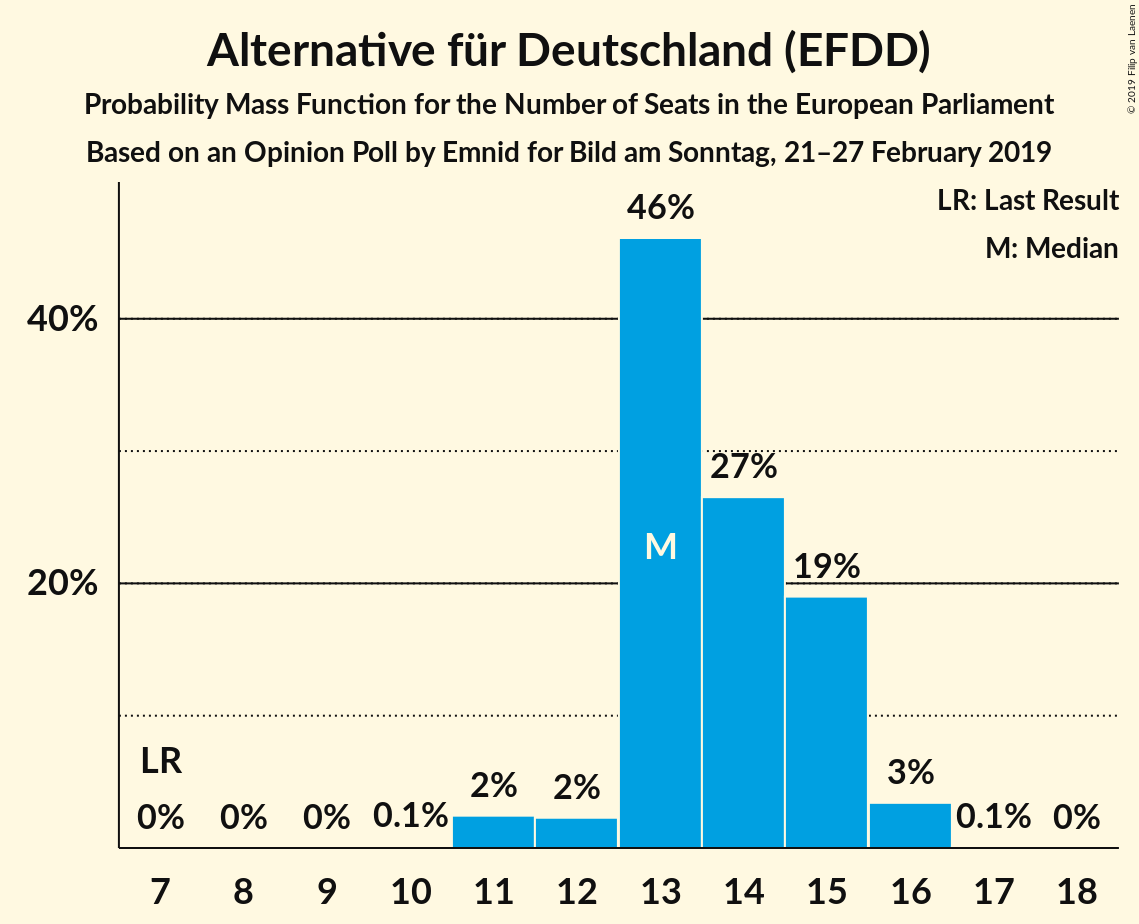 Alternative für Deutschland (EFDD)
Probability Mass Function for the Number of Seats in the European Parliament
Based on an Opinion Poll by Emnid for Bild am Sonntag, 21–27 February 2019
© 2019 Filip van Laenen
LR: Last Result
M: Median
46%
40%
27%
M
19%
20%
LR
0% 0% 0% 0.1% 2% 2% 3% 0.1% 0%
7 8 9 10 11 12 13 14 15 16 17 18